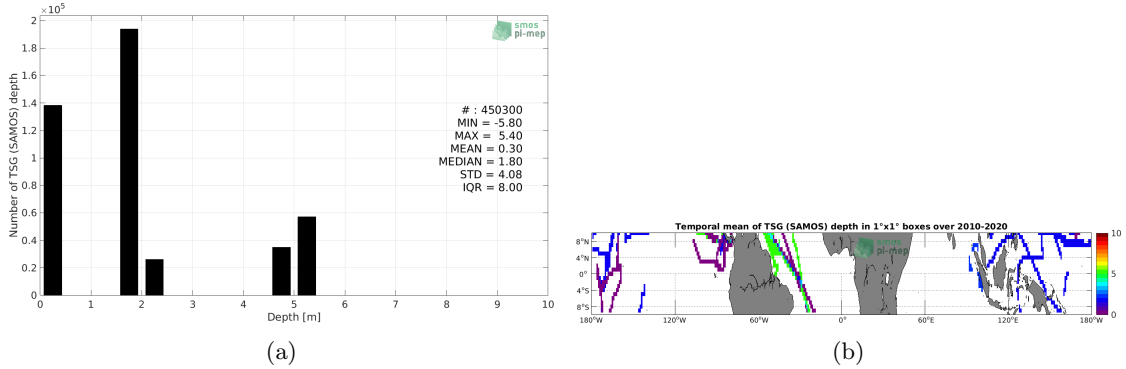 ×10⁵
2
1.8
1.6
1.4
1.2
1
0.8
0.6
0.4
0.2
0
Number of TSG (SAMOS) depth
smos
pi-mep
# : 450300
MIN = -5.80
MAX = 5.40
MEAN = 0.30
MEDIAN = 1.80
STD = 4.08
IQR = 8.00
0 1 2 3 4 5 6 7 8 9 10
Depth [m]
(a)
Temporal mean of TSG (SAMOS) depth in 1°x1° boxes over 2010-2020
smos
pi-mep
8°N
4°N
0°
4°S
8°S
180°W 120°W 60°W 0° 60°E 120°E 180°W
10
5
0
(b)